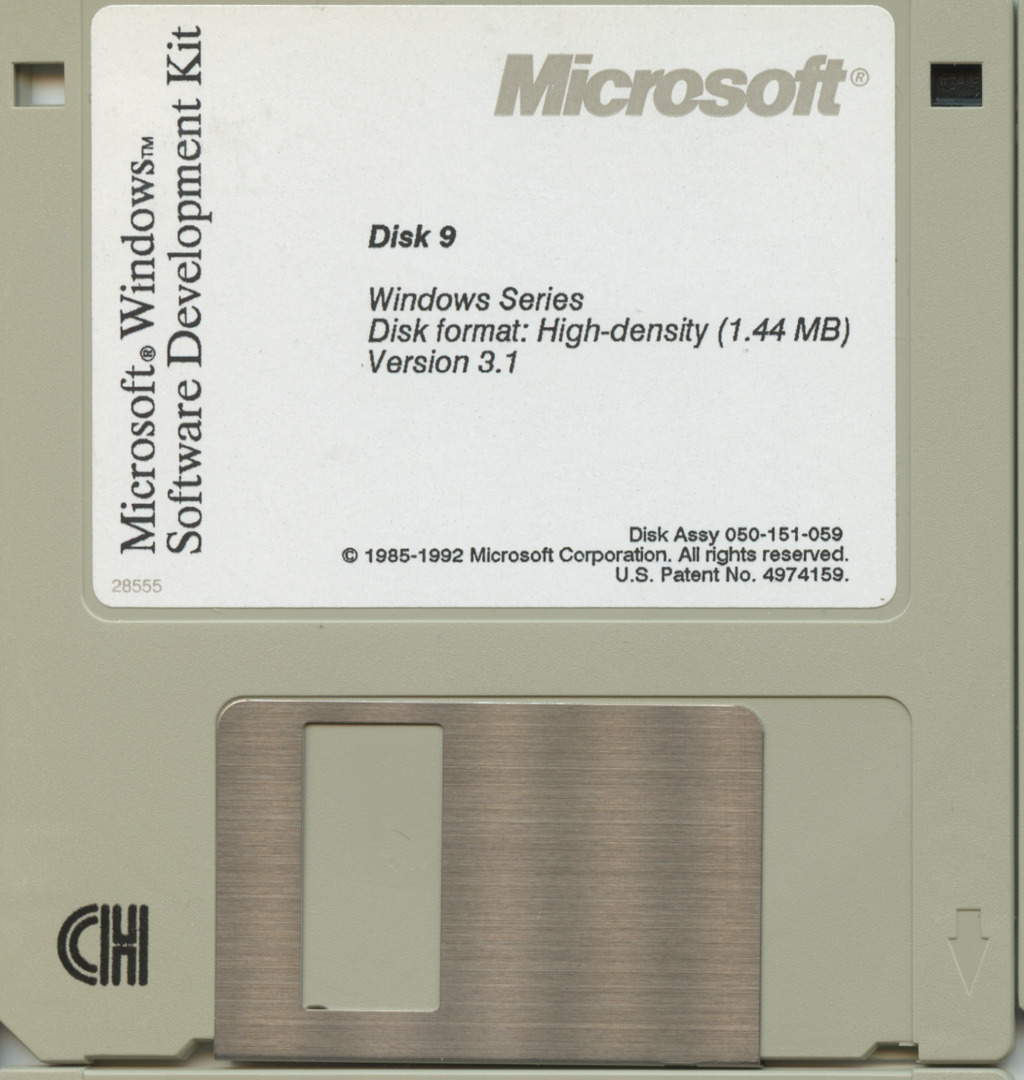 Microsoft® Windows™
Software Development Kit
Microsoft®
Disk 9
Windows Series
Disk format: High-density (1.44 MB)
Version 3.1
Disk Assy 050-151-059
© 1985-1992 Microsoft Corporation. All rights reserved.
U.S. Patent No. 4974159.
28555
CH